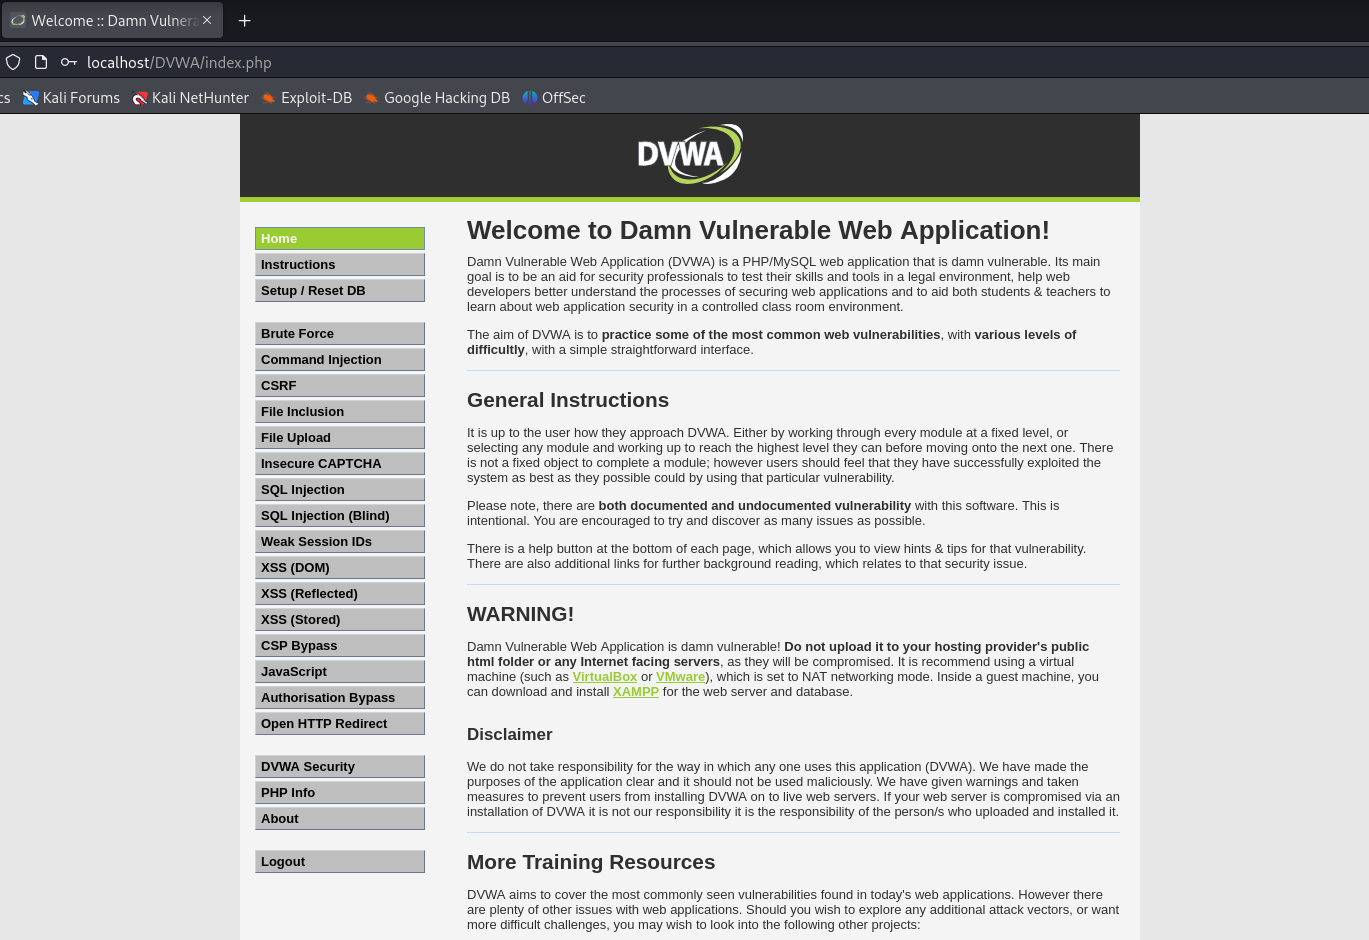 Welcome :: Damn Vulnera
localhost/DVWA/index.php
cs Kali Forums Kali NetHunter Exploit-DB Google Hacking DB OffSec
DVWA
Home
Instructions
Setup / Reset DB
Brute Force
Command Injection
CSRF
File Inclusion
File Upload
Insecure CAPTCHA
SQL Injection
SQL Injection (Blind)
Weak Session IDs
XSS (DOM)
XSS (Reflected)
XSS (Stored)
CSP Bypass
JavaScript
Authorisation Bypass
Open HTTP Redirect
DVWA Security
PHP Info
About
Logout
Welcome to Damn Vulnerable Web Application!
Damn Vulnerable Web Application (DVWA) is a PHP/MySQL web application that is damn vulnerable. Its main
goal is to be an aid for security professionals to test their skills and tools in a legal environment, help web
developers better understand the processes of securing web applications and to aid both students & teachers to
learn about web application security in a controlled class room environment.
The aim of DVWA is to practice some of the most common web vulnerabilities, with various levels of
difficultly, with a simple straightforward interface.
General Instructions
It is up to the user how they approach DVWA. Either by working through every module at a fixed level, or
selecting any module and working up to reach the highest level they can before moving onto the next one. There
is not a fixed object to complete a module; however users should feel that they have successfully exploited the
system as best as they possible could by using that particular vulnerability.
Please note, there are both documented and undocumented vulnerability with this software. This is
intentional. You are encouraged to try and discover as many issues as possible.
There is a help button at the bottom of each page, which allows you to view hints & tips for that vulnerability.
There are also additional links for further background reading, which relates to that security issue.
WARNING!
Damn Vulnerable Web Application is damn vulnerable! Do not upload it to your hosting provider's public
html folder or any Internet facing servers, as they will be compromised. It is recommend using a virtual
machine (such as VirtualBox or VMware), which is set to NAT networking mode. Inside a guest machine, you
can download and install XAMPP for the web server and database.
Disclaimer
We do not take responsibility for the way in which any one uses this application (DVWA). We have made the
purposes of the application clear and it should not be used maliciously. We have given warnings and taken
measures to prevent users from installing DVWA on to live web servers. If your web server is compromised via an
installation of DVWA it is not our responsibility it is the responsibility of the person/s who uploaded and installed it.
More Training Resources
DVWA aims to cover the most commonly seen vulnerabilities found in today's web applications. However there
are plenty of other issues with web applications. Should you wish to explore any additional attack vectors, or want
more difficult challenges, you may wish to look into the following other projects: